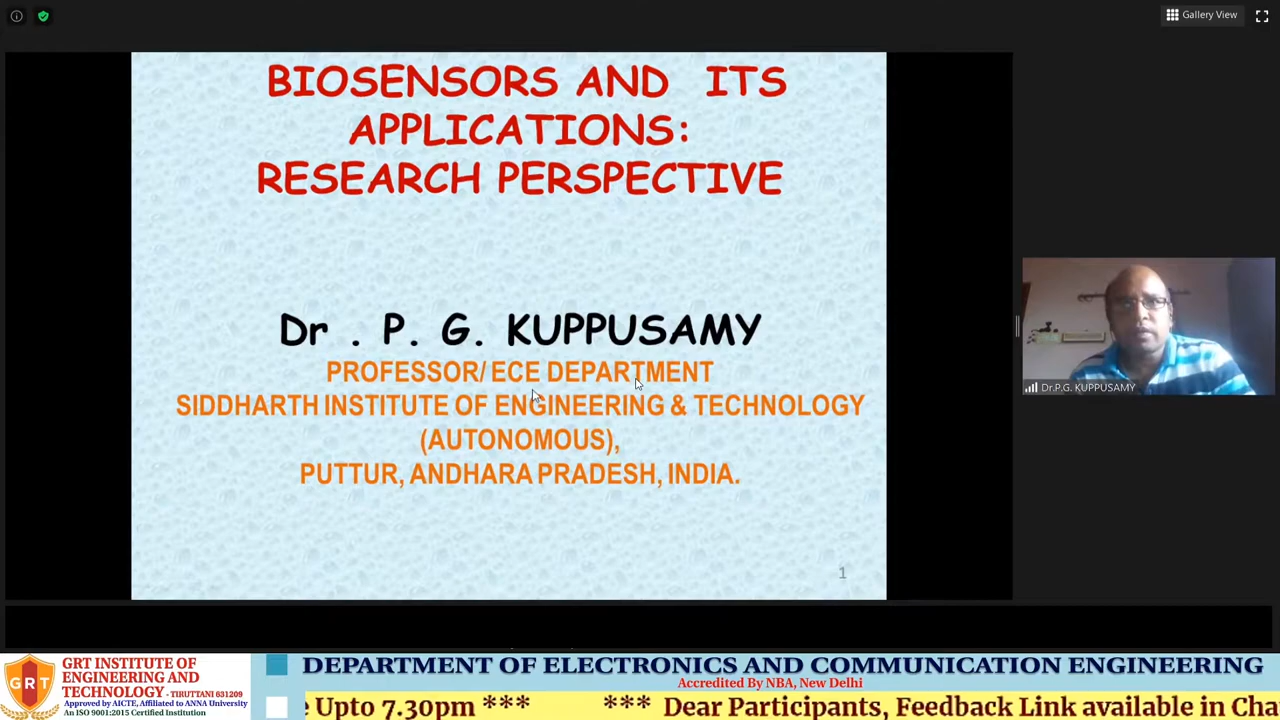 Gallery View
BIOSENSORS AND ITS
APPLICATIONS:
RESEARCH PERSPECTIVE
Dr . P. G. KUPPUSAMY
PROFESSOR/ ECE DEPARTMENT
SIDDHARTH INSTITUTE OF ENGINEERING & TECHNOLOGY
(AUTONOMOUS),
PUTTUR, ANDHARA PRADESH, INDIA.
1
Dr.P.G. KUPPUSAMY
GRT
GRT INSTITUTE OF
ENGINEERING AND
TECHNOLOGY - TIRUTTANI 631209
Approved by AICTE, Affiliated to ANNA University
An ISO 9001:2015 Certified Institution
DEPARTMENT OF ELECTRONICS AND COMMUNICATION ENGINEERING
Accredited By NBA, New Delhi
e Upto 7.30pm *** *** Dear Participants, Feedback Link available in Cha